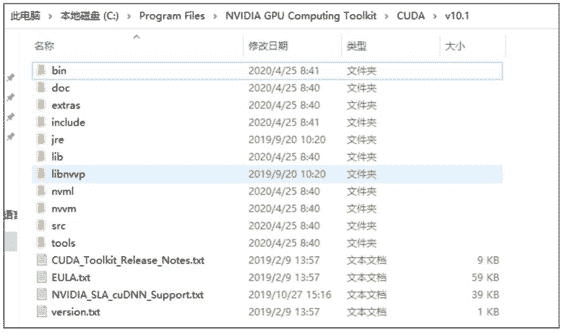 此电脑 › 本地磁盘 (C:) › Program Files › NVIDIA GPU Computing Toolkit › CUDA › v10.1
名称 修改日期 类型 大小
bin 2020/4/25 8:41 文件夹
doc 2020/4/25 8:40 文件夹
extras 2020/4/25 8:40 文件夹
include 2020/4/25 8:41 文件夹
jre 2019/9/20 10:20 文件夹
lib 2020/4/25 8:40 文件夹
libnvvp 2019/9/20 10:20 文件夹
nvml 2020/4/25 8:40 文件夹
nvvm 2020/4/25 8:40 文件夹
src 2020/4/25 8:40 文件夹
tools 2020/4/25 8:40 文件夹
CUDA_Toolkit_Release_Notes.txt 2019/2/9 13:57 文本文档 9 KB
EULA.txt 2019/2/9 13:57 文本文档 59 KB
NVIDIA_SLA_cuDNN_Support.txt 2019/10/27 15:16 文本文档 39 KB
version.txt 2019/2/9 13:57 文本文档 1 KB